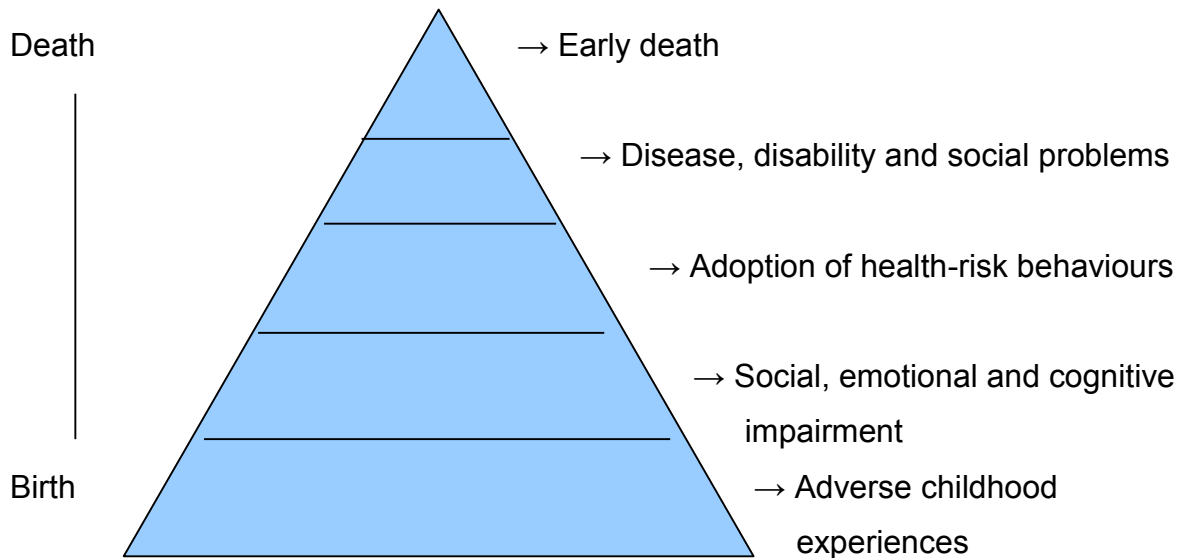 Death
→ Early death
→ Disease, disability and social problems
→ Adoption of health-risk behaviours
→ Social, emotional and cognitive
impairment
Birth
→ Adverse childhood
experiences